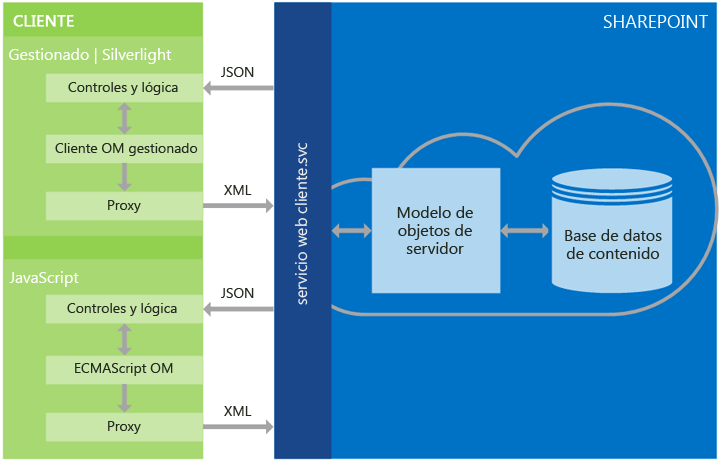 CLIENTE
Gestionado | Silverlight
Controles y lógica
Cliente OM gestionado
Proxy
JSON
XML
JavaScript
Controles y lógica
ECMAScript OM
Proxy
JSON
XML
servicio web cliente.svc
SHAREPOINT
Modelo de
objetos de
servidor
Base de datos
de contenido